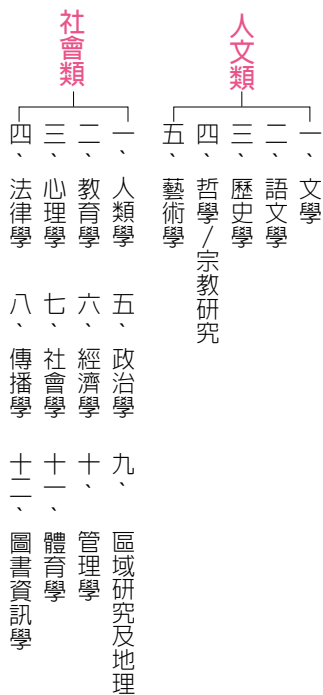 人文類
一、文學
二、語文學
三、歷史學
四、哲學/宗教研究
五、藝術學
社會類
一、人類學
二、教育學
三、心理學
四、法律學
五、政治學
六、經濟學
七、社會學
八、傳播學
九、區域研究及地理
十、管理學
十一、體育學
十二、圖書資訊學